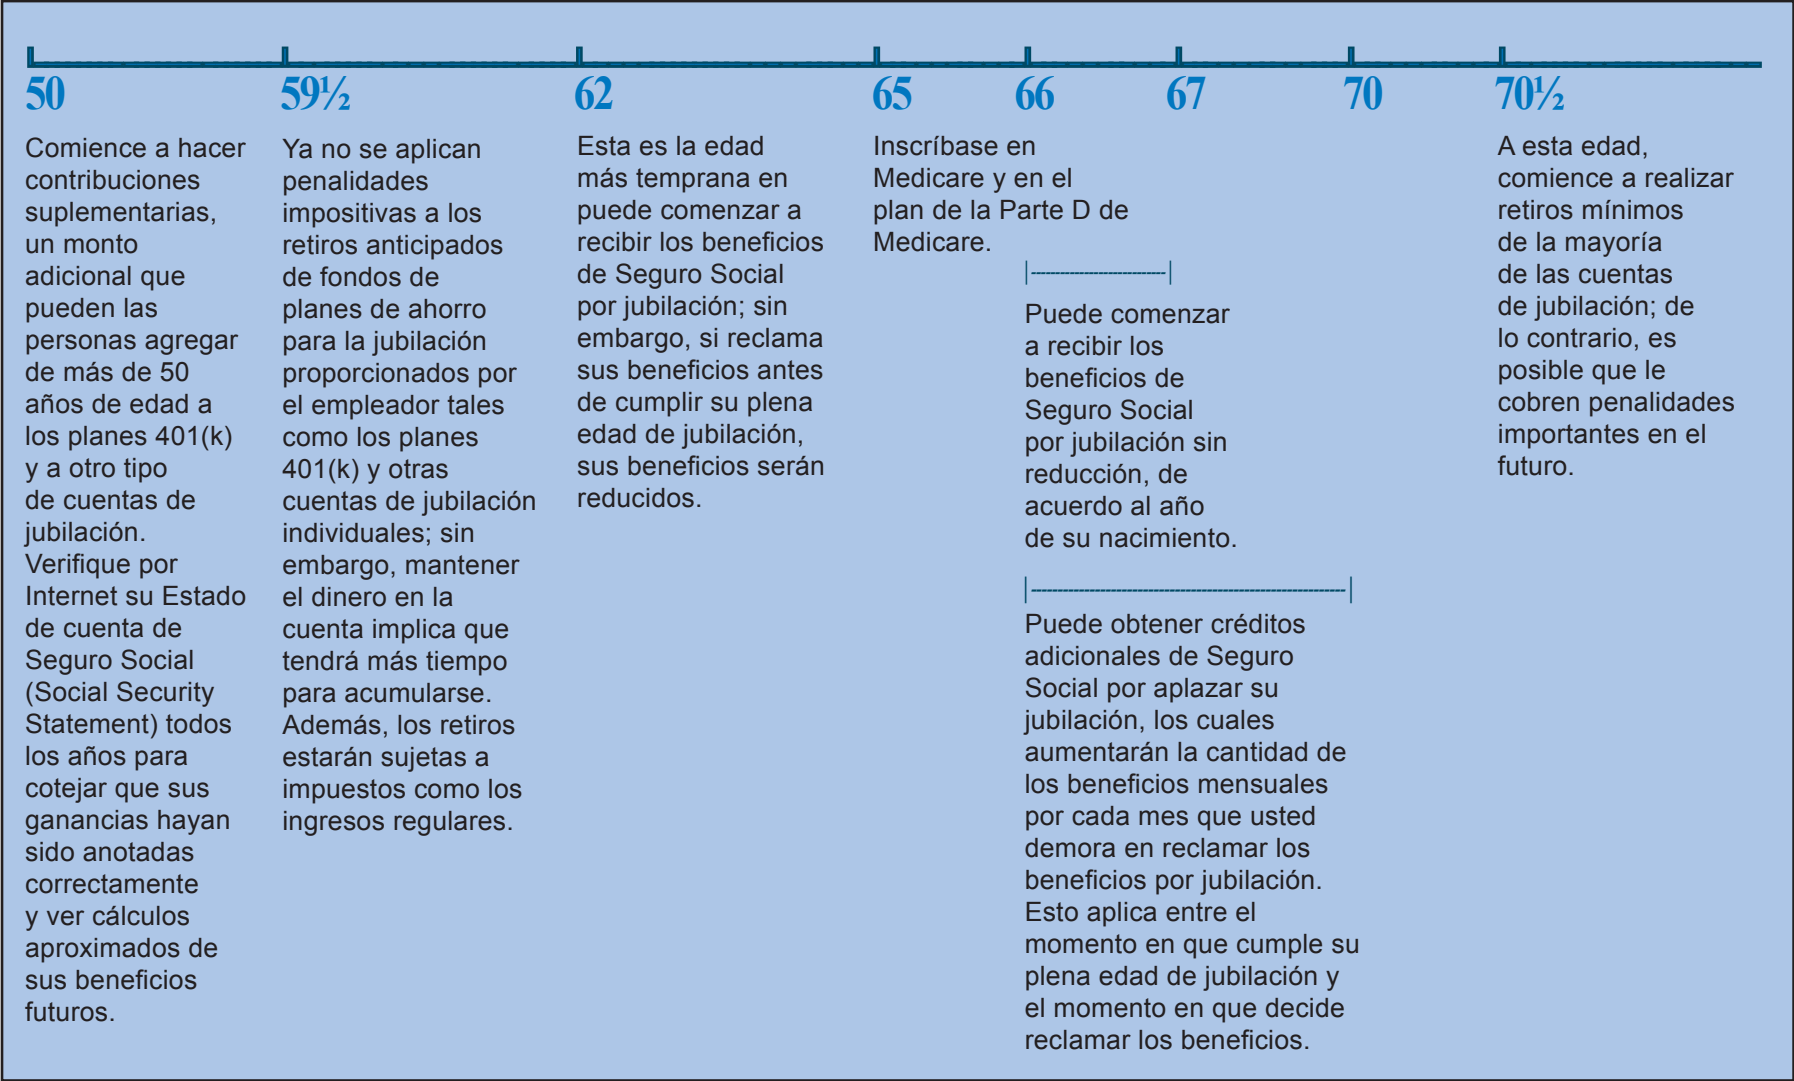 50
59½
62
65
66
67
70
70½
Comience a hacer
contribuciones
suplementarias,
un monto
adicional que
pueden las
personas agregar
de más de 50
años de edad a
los planes 401(k)
y a otro tipo
de cuentas de
jubilación.
Verifique por
Internet su Estado
de cuenta de
Seguro Social
(Social Security
Statement) todos
los años para
cotejar que sus
ganancias hayan
sido anotadas
correctamente
y ver cálculos
aproximados de
sus beneficios
futuros.
Ya no se aplican
penalidades
impositivas a los
retiros anticipados
de fondos de
planes de ahorro
para la jubilación
proporcionados por
el empleador tales
como los planes
401(k) y otras
cuentas de jubilación
individuales; sin
embargo, mantener
el dinero en la
cuenta implica que
tendrá más tiempo
para acumularse.
Además, los retiros
estarán sujetas a
impuestos como los
ingresos regulares.
Esta es la edad
más temprana en
puede comenzar a
recibir los beneficios
de Seguro Social
por jubilación; sin
embargo, si reclama
sus beneficios antes
de cumplir su plena
edad de jubilación,
sus beneficios serán
reducidos.
Inscríbase en
Medicare y en el
plan de la Parte D de
Medicare.
Puede comenzar
a recibir los
beneficios de
Seguro Social
por jubilación sin
reducción, de
acuerdo al año
de su nacimiento.
Puede obtener créditos
adicionales de Seguro
Social por aplazar su
jubilación, los cuales
aumentarán la cantidad de
los beneficios mensuales
por cada mes que usted
demora en reclamar los
beneficios por jubilación.
Esto aplica entre el
momento en que cumple su
plena edad de jubilación y
el momento en que decide
reclamar los beneficios.
A esta edad,
comience a realizar
retiros mínimos
de la mayoría
de las cuentas
de jubilación; de
lo contrario, es
posible que le
cobren penalidades
importantes en el
futuro.